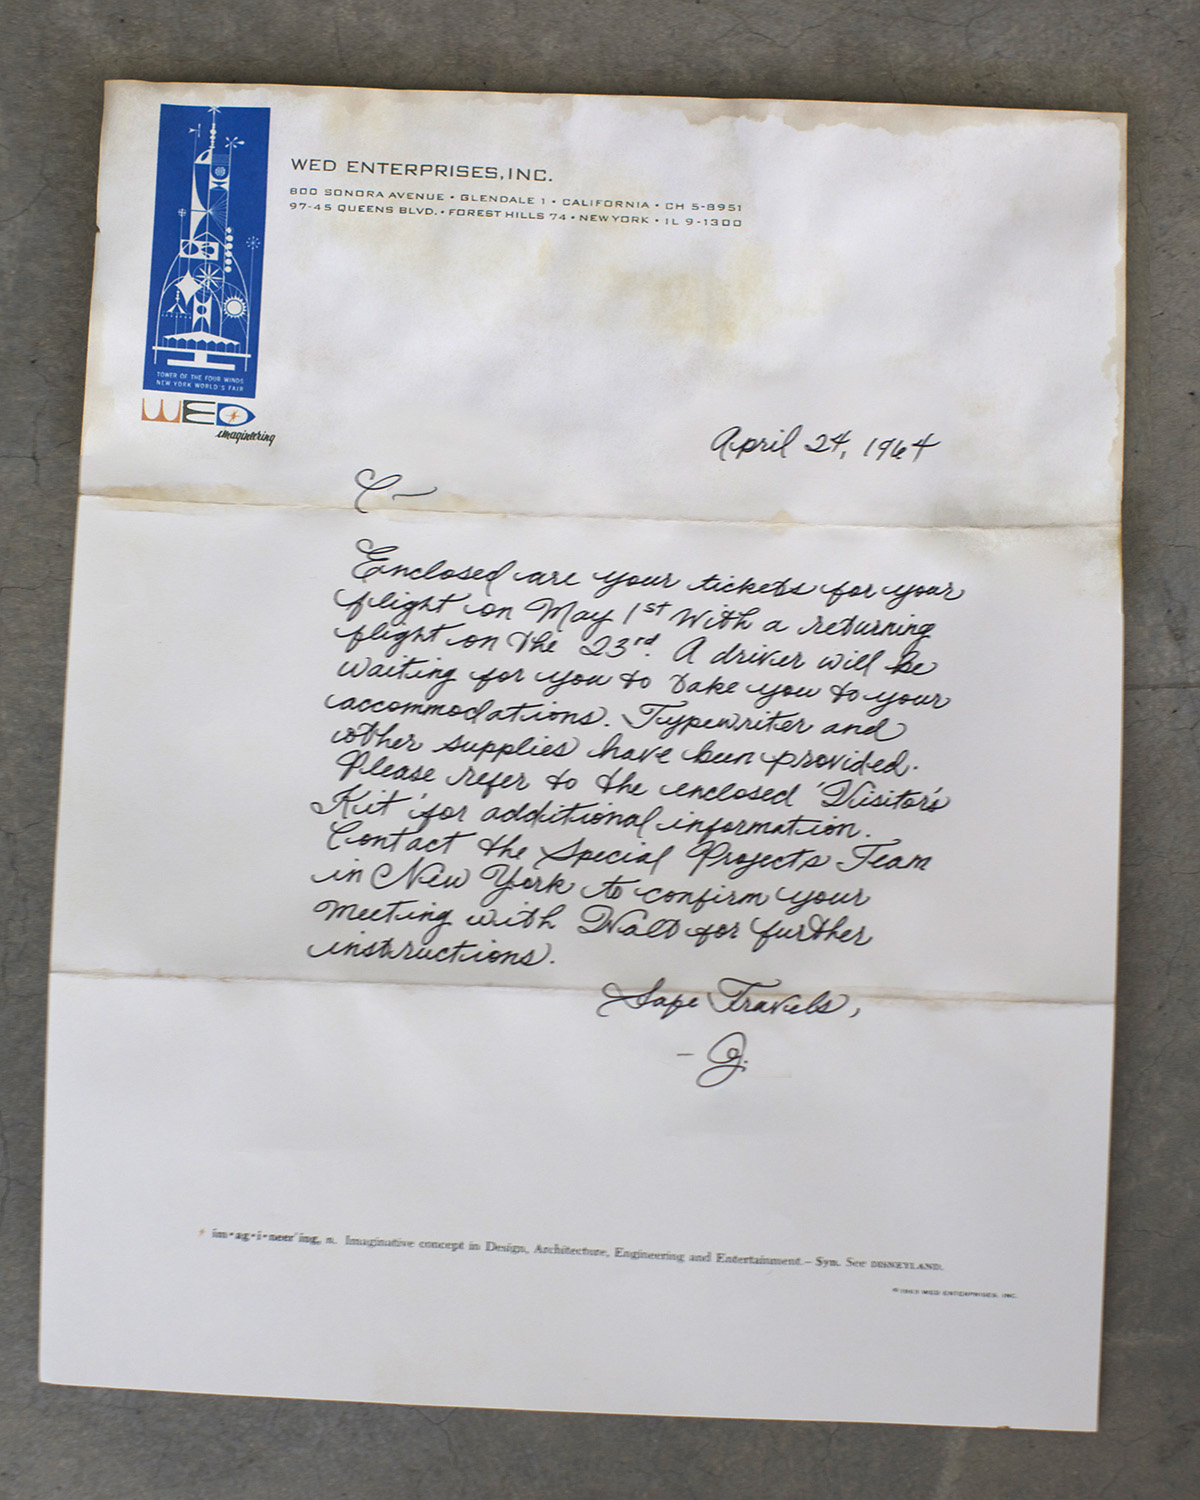 WED ENTERPRISES, INC.
800 SONORA AVENUE • GLENDALE 1 • CALIFORNIA • CH 5-8951
97-45 QUEENS BLVD. • FOREST HILLS 74 • NEW YORK • IL 9-1300
TOWER OF THE FOUR WINDS
NEW YORK WORLD'S FAIR
WED
imagineering
April 24, 1964
C—
Enclosed are your tickets for your
flight on May 1st With a returning
flight on the 23rd. A driver will be
waiting for you to take you to your
accommodations. Typewriter and
other supplies have been provided.
Please refer to the enclosed 'Visitor's
Kit' for additional information.
Contact the Special Projects Team
in New York to confirm your
meeting with Walt for further
instructions.
Safe Travels,
– J.
im•ag•i•neer'ing, n. Imaginative concept in Design, Architecture, Engineering and Entertainment.– Syn. See DISNEYLAND.
© 1963 WED ENTERPRISES, INC.